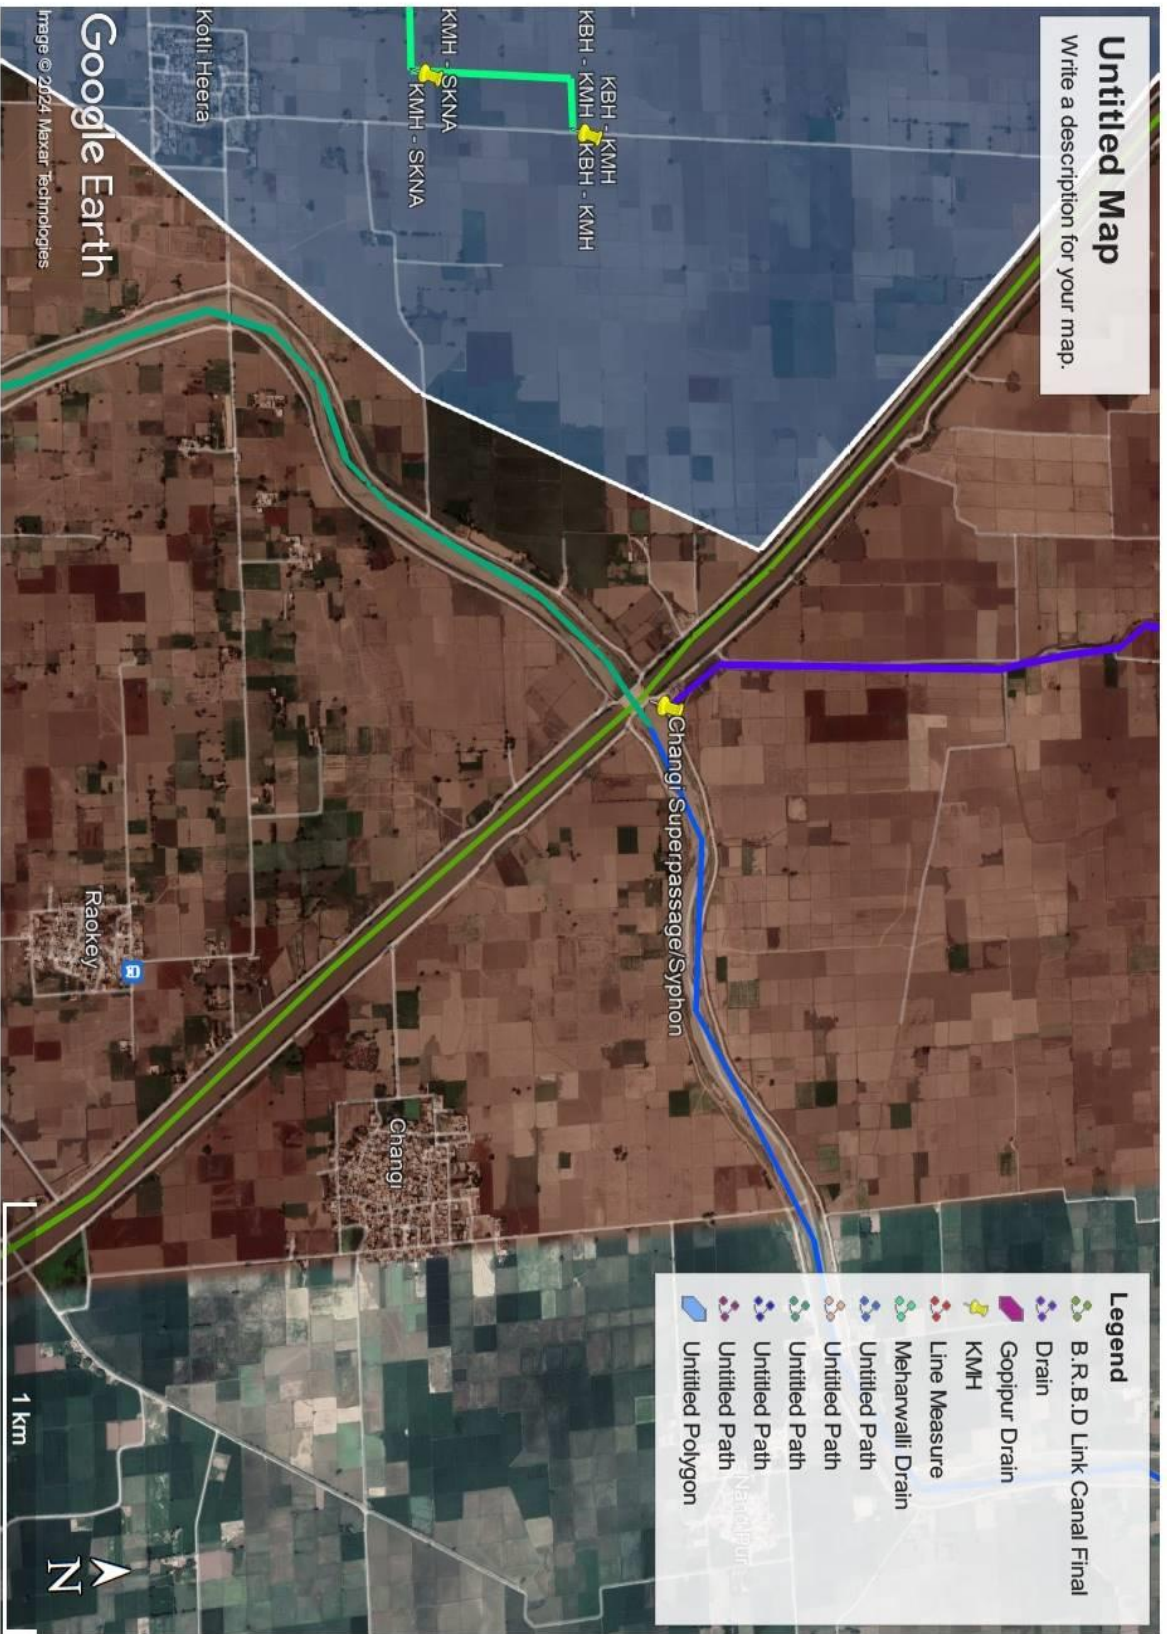 Untitled Map
Write a description for your map.
Legend
B.R.B.D Link Canal Final
Drain
Gopipur Drain
KMH
Line Measure
Meharwalli Drain
Untitled Path
Untitled Path
Untitled Path
Untitled Path
Untitled Path
Untitled Polygon
KBH - KMH
KBH - KMH
KBH - KMH
KMH - SKNA
KMH - SKNA
Changi Superpassage/Syphon
Kotli Heera
Changi
Raokey
Google Earth
Image © 2024 Maxar Technologies
1 km
N